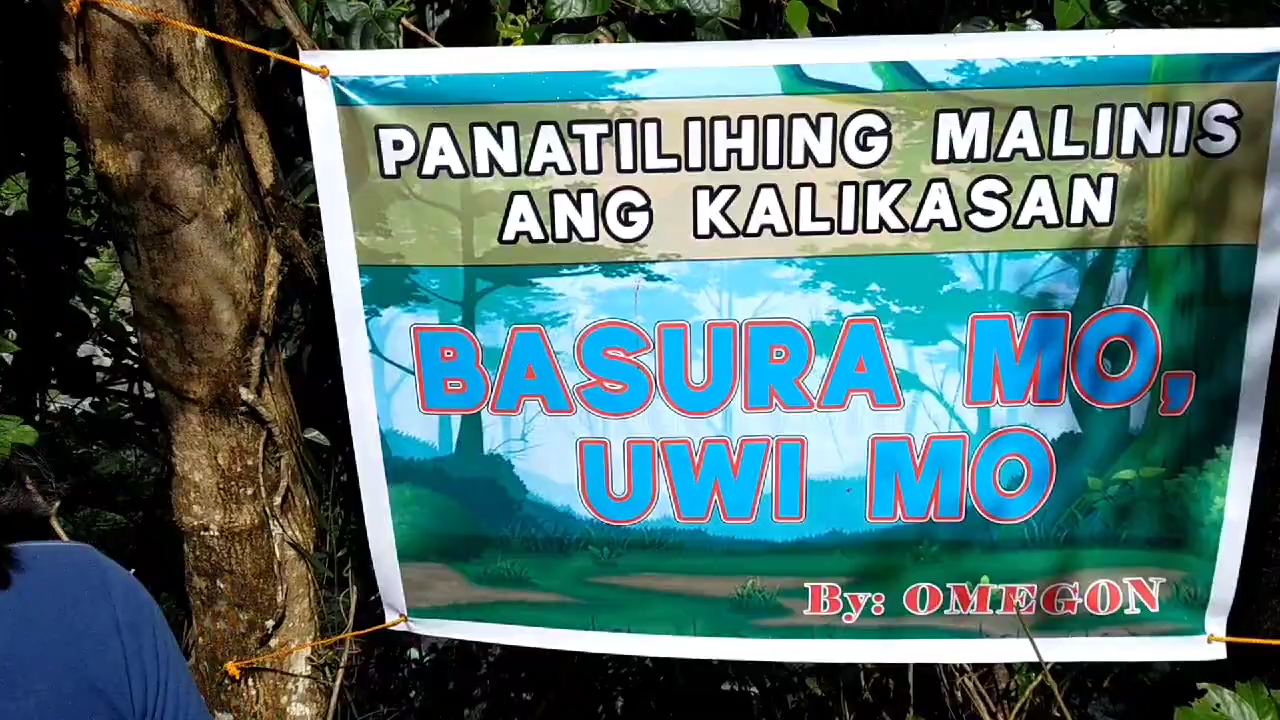 PANATILIHING MALINIS
ANG KALIKASAN
BASURA MO,
UWI MO
By: OMEGON